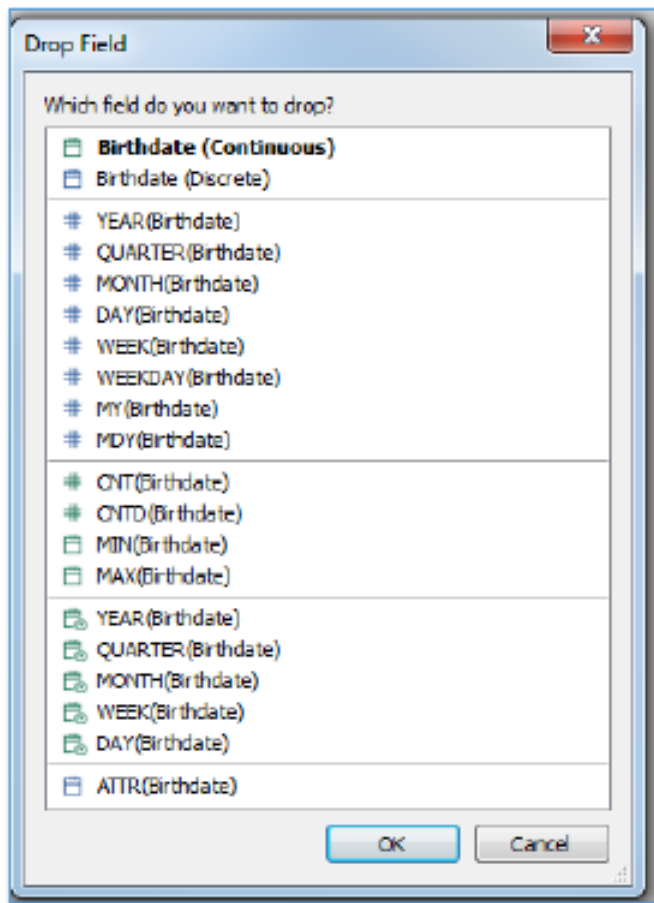 Drop Field
Which field do you want to drop?
Birthdate (Continuous)
Birthdate (Discrete)
YEAR(Birthdate)
QUARTER(Birthdate)
MONTH(Birthdate)
DAY(Birthdate)
WEEK(Birthdate)
WEEKDAY(Birthdate)
MY(Birthdate)
MDY(Birthdate)
CNT(Birthdate)
CNTD(Birthdate)
MIN(Birthdate)
MAX(Birthdate)
YEAR(Birthdate)
QUARTER(Birthdate)
MONTH(Birthdate)
WEEK(Birthdate)
DAY(Birthdate)
ATTR(Birthdate)
OK Cancel